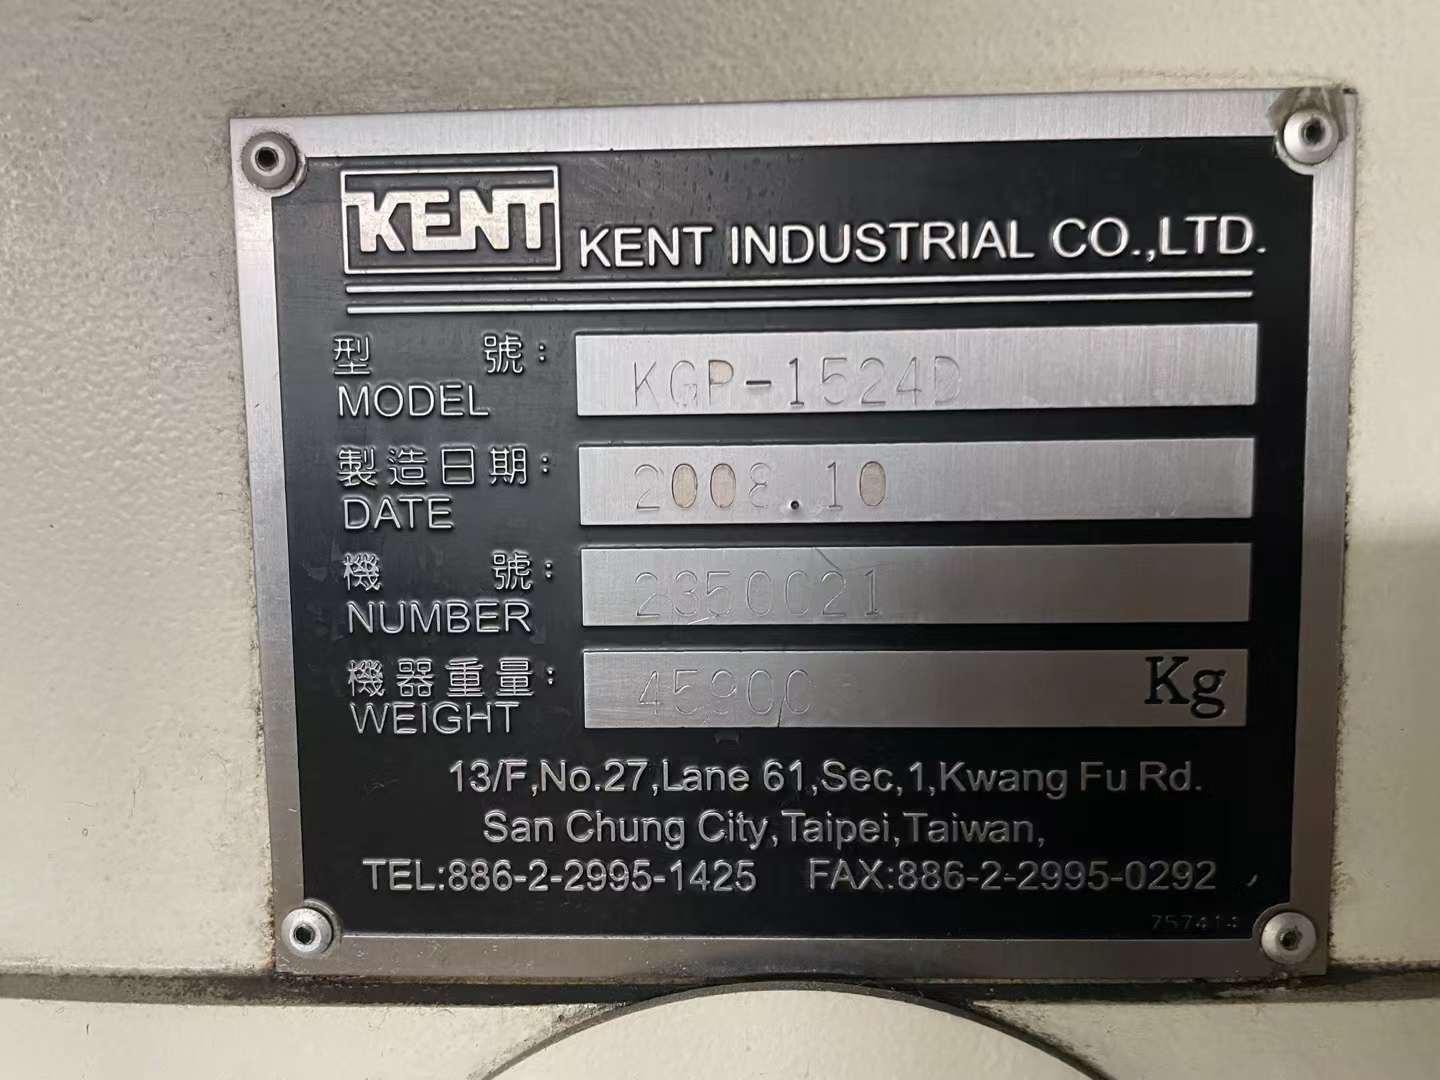 KENT KENT INDUSTRIAL CO.,LTD.
型號: KGP-1524D
MODEL
製造日期: 2008.10
DATE
機號: 2350021
NUMBER
機器重量: 45900 Kg
WEIGHT
13/F,No.27,Lane 61,Sec,1,Kwang Fu Rd.
San Chung City,Taipei,Taiwan,
TEL:886-2-2995-1425 FAX:886-2-2995-0292
757414